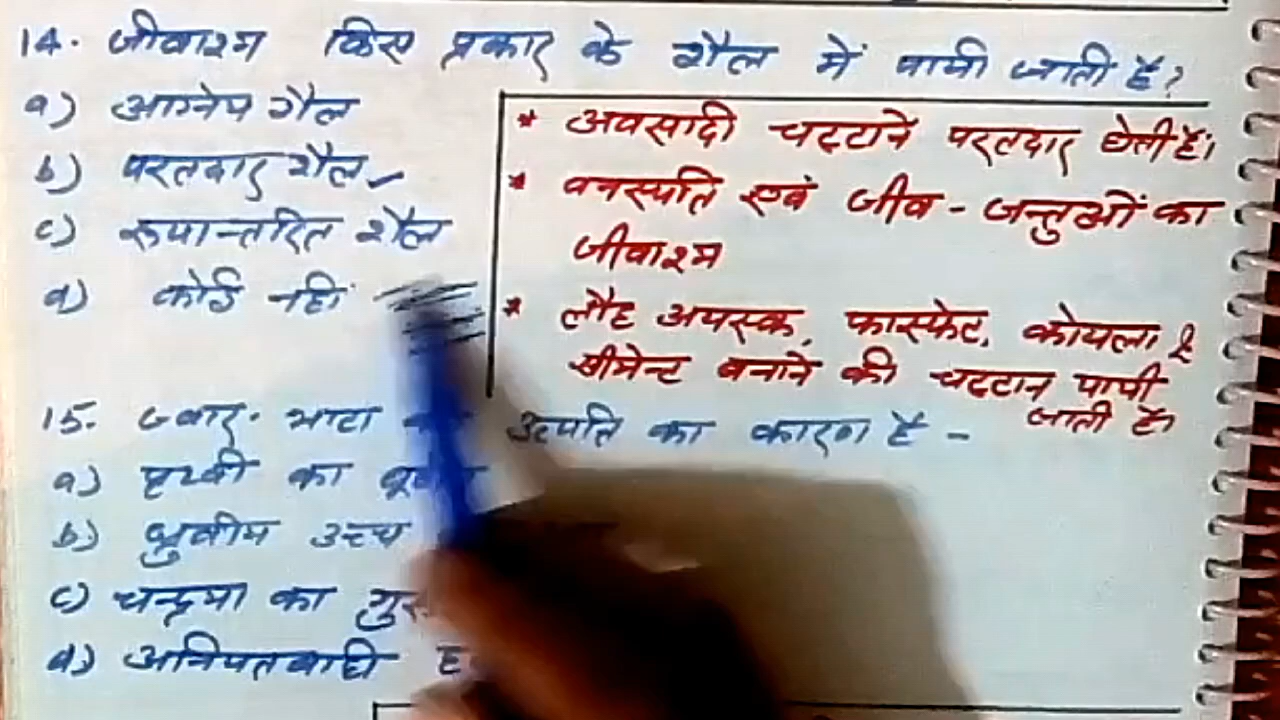 14. जीवाश्म किस प्रकार के शैल में पायी जाती है?
a) आग्नेय शैल
b) परतदार शैल
c) रूपान्तरित शैल
d) कोई नही
* अवसादी चट्टाने परतदार होती हैं।
* वनस्पति एवं जीव - जन्तुओं का
जीवाश्म
* लौह अयस्क, फास्फेट, कोयला &
सीमेन्ट बनाने की चट्टान पायी
जाती है।
15. ज्वार. भाटा उत्पति का कारण है -
a) पृथ्वी का
b) ध्रुवीय उच्च
c) चन्द्रमा का
d) अनियतवाही